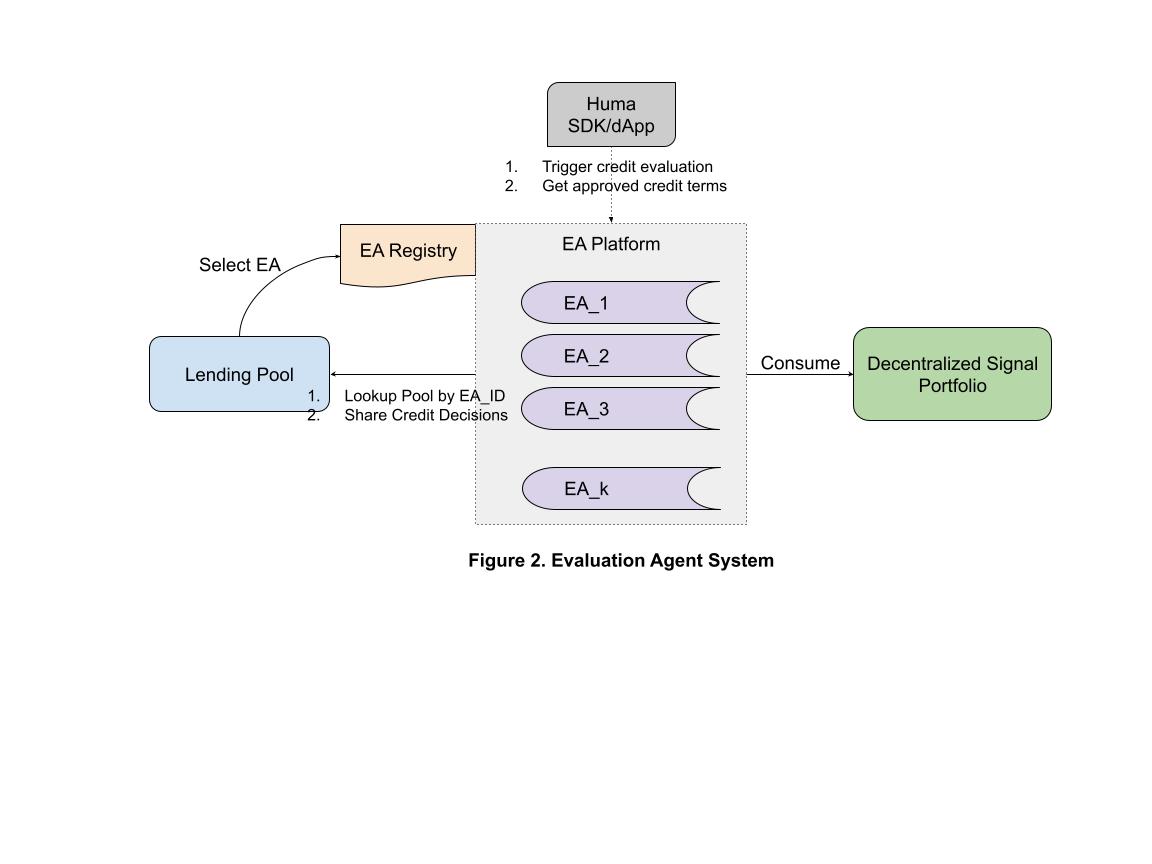 Huma
SDK/dApp
1. Trigger credit evaluation
2. Get approved credit terms
EA Platform
EA Registry
Select EA
EA_1
EA_2
EA_3
EA_k
Lending Pool
1. Lookup Pool by EA_ID
2. Share Credit Decisions
Consume
Decentralized Signal
Portfolio
Figure 2. Evaluation Agent System